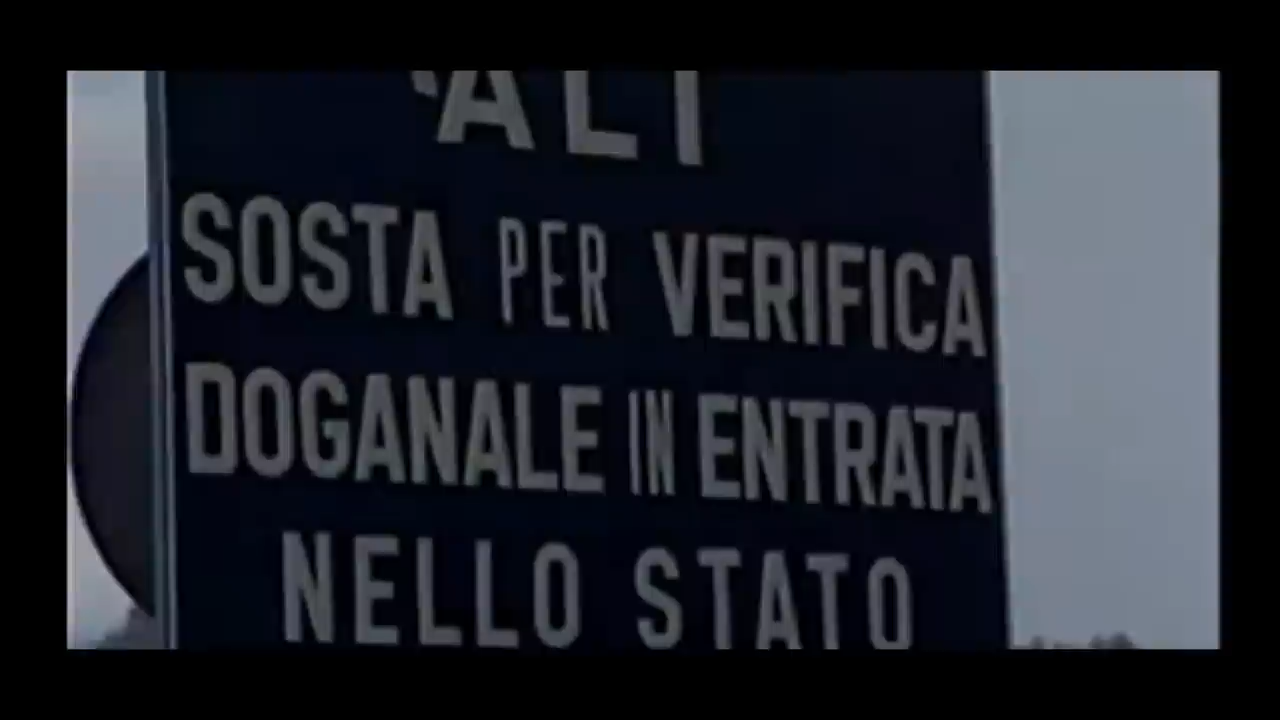 ALT
SOSTA PER VERIFICA
DOGANALE IN ENTRATA
NELLO STATO